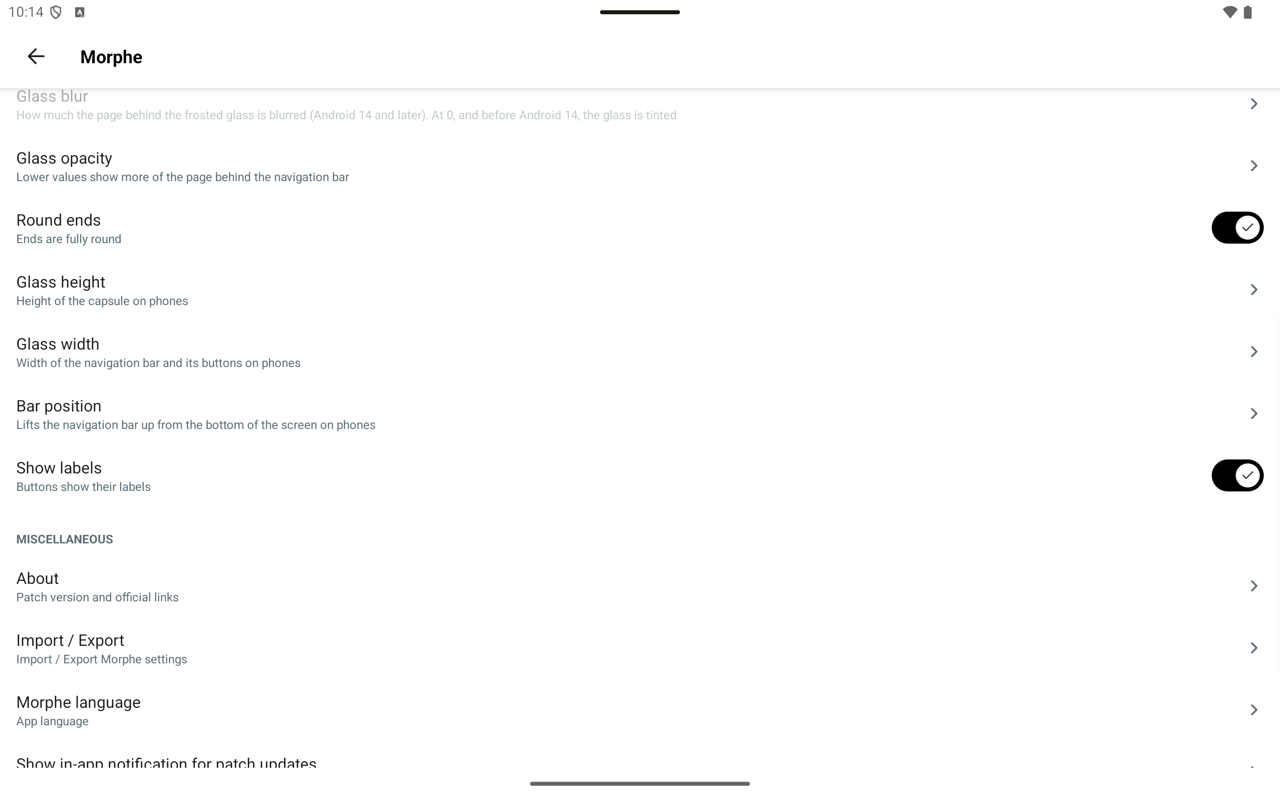 10:14
Morphe
Glass blur
How much the page behind the frosted glass is blurred (Android 14 and later). At 0, and before Android 14, the glass is tinted
Glass opacity
Lower values show more of the page behind the navigation bar
Round ends
Ends are fully round
Glass height
Height of the capsule on phones
Glass width
Width of the navigation bar and its buttons on phones
Bar position
Lifts the navigation bar up from the bottom of the screen on phones
Show labels
Buttons show their labels
MISCELLANEOUS
About
Patch version and official links
Import / Export
Import / Export Morphe settings
Morphe language
App language
Show in-app notification for patch updates